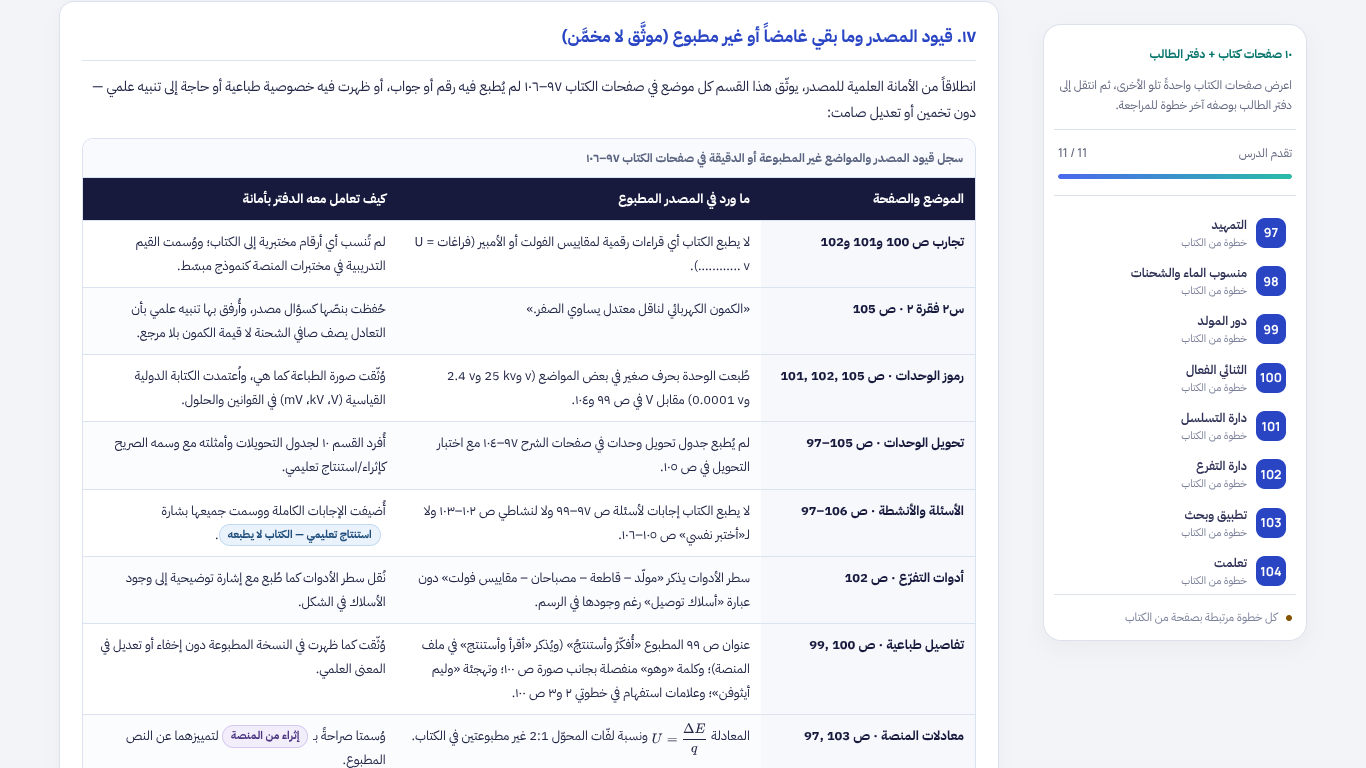 ١٧. قيود المصدر وما بقي غامضاً أو غير مطبوع (موثَّق لا مخمَّن)
انطلاقاً من الأمانة العلمية للمصدر، يوثّق هذا القسم كل موضع في صفحات الكتاب ٩٧–١٠٦ لم يُطبع فيه رقم أو جواب، أو ظهرت فيه خصوصية طباعية أو حاجة إلى تنبيه علمي —
دون تخمين أو تعديل صامت:
سجل قيود المصدر والمواضع غير المطبوعة أو الدقيقة في صفحات الكتاب ٩٧–١٠٦
الموضع والصفحة
ما ورد في المصدر المطبوع
كيف تعامل معه الدفتر بأمانة
تجارب ص 100 و101 و102
لا يطبع الكتاب أي قراءات رقمية لمقاييس الفولت أو الأمبير (فراغات U =
............ v).
لم تُنسب أي أرقام مختبرية إلى الكتاب؛ ووُسمت القيم
التدريبية في مختبرات المنصة كنموذج مبسّط.
س٢ فقرة ٢ · ص 105
«الكمون الكهربائي لناقل معتدل يساوي الصفر.»
حُفظت بنصّها كسؤال مصدر، وأُرفق بها تنبيه علمي بأن
التعادل يصف صافي الشحنة لا قيمة الكمون بلا مرجع.
رموز الوحدات · ص 105 ,102 ,101
طُبعت الوحدة بحرف صغير في بعض المواضع (v و25 kv و2.4 v
و0.0001 v) مقابل V في ص ٩٩ و١٠٤.
وُثّقت صورة الطباعة كما هي، واُعتمدت الكتابة الدولية
القياسية (V، kV، mV) في القوانين والحلول.
تحويل الوحدات · ص 105–97
لم يُطبع جدول تحويل وحدات في صفحات الشرح ٩٧–١٠٤ مع اختبار
التحويل في ص ١٠٥.
أُفرد القسم ١٠ لجدول التحويلات وأمثلته مع وسمه الصريح
كإثراء/استنتاج تعليمي.
الأسئلة والأنشطة · ص 106–97
لا يطبع الكتاب إجابات لأسئلة ص ٩٧–٩٩ ولا لنشاطي ص ١٠٢–١٠٣ ولا
لـ«أختبر نفسي» ص ١٠٥–١٠٦.
أُضيفت الإجابات الكاملة ووسمت جميعها بشارة
استنتاج تعليمي — الكتاب لا يطبعه .
أدوات التفرّع · ص 102
سطر الأدوات يذكر «مولّد – قاطعة – مصباحان – مقاييس فولت» دون
عبارة «أسلاك توصيل» رغم وجودها في الرسم.
نُقل سطر الأدوات كما طُبع مع إشارة توضيحية إلى وجود
الأسلاك في الشكل.
تفاصيل طباعية · ص 100 ,99
عنوان ص ٩٩ المطبوع «أُفكّرُ وأستنتجُ» (ويُذكر «اقرأ وأستنتج» في ملف
المنصة)؛ وكلمة «وهو» منفصلة بجانب صورة ص ١٠٠؛ وتهجئة «وليم
أيثوفن»؛ وعلامات استفهام في خطوتي ٢ و٣ ص ١٠٠.
وُثّقت كما ظهرت في النسخة المطبوعة دون إخفاء أو تعديل في
المعنى العلمي.
معادلات المنصة · ص 103 ,97
المعادلة U = ΔE/q ونسبة لفّات المحوّل 2:1 غير مطبوعتين في الكتاب.
وُسمتا صراحةً بـ إثراء من المنصة لتمييزهما عن النص
المطبوع.
١٠ صفحات كتاب + دفتر الطالب
اعرض صفحات الكتاب واحدةً تلو الأخرى، ثم انتقل إلى
دفتر الطالب بوصفه آخر خطوة للمراجعة.
تقدم الدرس
11 / 11
97
التمهيد
خطوة من الكتاب
98
منسوب الماء والشحنات
خطوة من الكتاب
99
دور المولد
خطوة من الكتاب
100
الثنائي الفعال
خطوة من الكتاب
101
دارة التسلسل
خطوة من الكتاب
102
دارة التفرع
خطوة من الكتاب
103
تطبيق وبحث
خطوة من الكتاب
104
تعلمت
خطوة من الكتاب
كل خطوة مرتبطة بصفحة من الكتاب